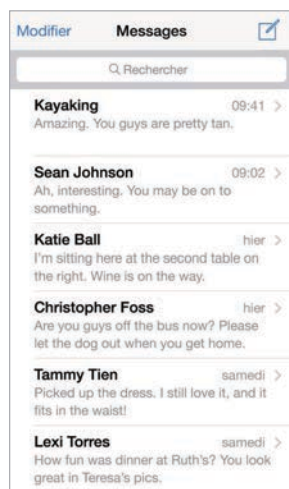 Modifier Messages
Rechercher
Kayaking 09:41
Amazing. You guys are pretty tan.
Sean Johnson 09:02
Ah, interesting. You may be on to
something.
Katie Ball hier
I'm sitting here at the second table on
the right. Wine is on the way.
Christopher Foss hier
Are you guys off the bus now? Please
let the dog out when you get home.
Tammy Tien samedi
Picked up the dress. I still love it, and it
fits in the waist!
Lexi Torres samedi
How fun was dinner at Ruth's? You look
great in Teresa's pics.